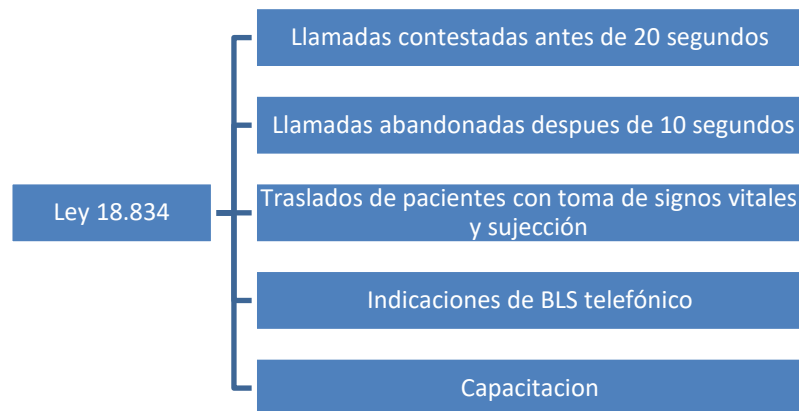 Llamadas contestadas antes de 20 segundos
Llamadas abandonadas despues de 10 segundos
Ley 18.834
Traslados de pacientes con toma de signos vitales
y sujección
Indicaciones de BLS telefónico
Capacitacion